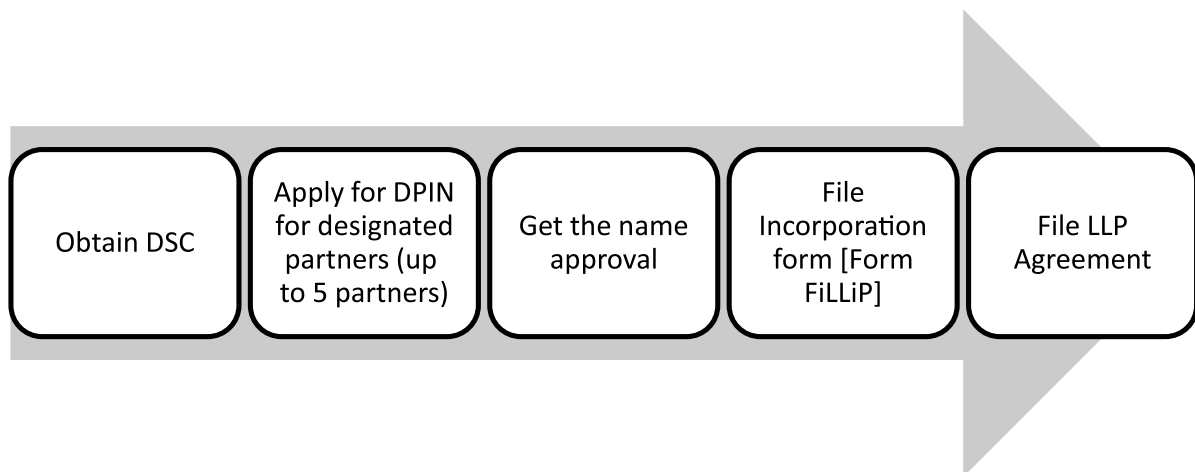 Obtain DSC
Apply for DPIN
for designated
partners (up
to 5 partners)
Get the name
approval
File
Incorporation
form [Form
FiLLiP]
File LLP
Agreement